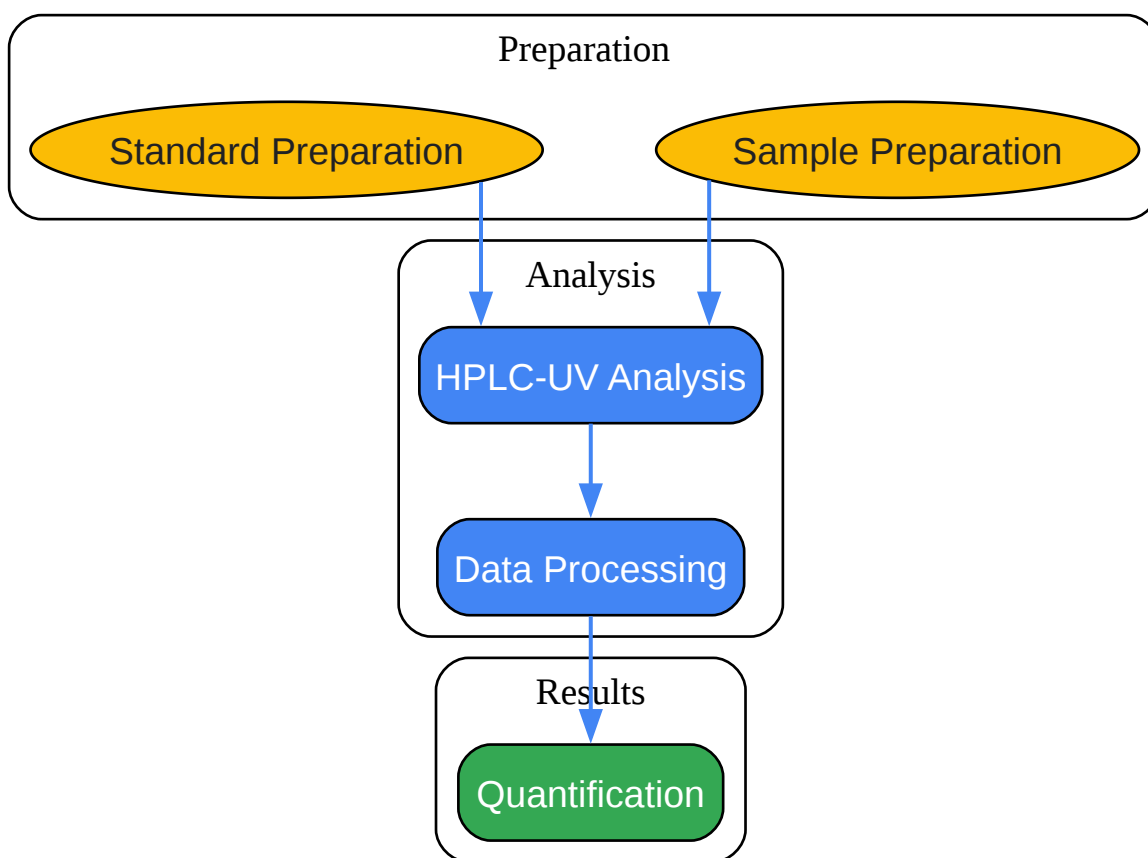 Preparation
Standard Preparation
Sample Preparation
Analysis
HPLC-UV Analysis
Data Processing
Results
Quantification